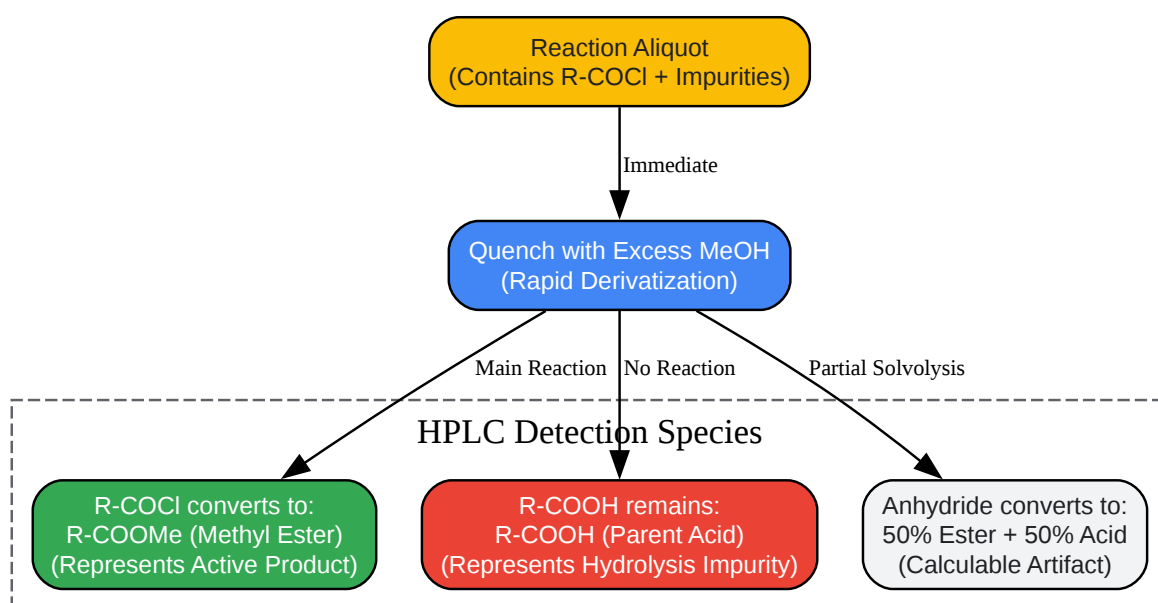 Reaction Aliquot
(Contains R-COCl + Impurities)
Immediate
Quench with Excess MeOH
(Rapid Derivatization)
Main Reaction
No Reaction
Partial Solvolysis
HPLC Detection Species
R-COCl converts to:
R-COOMe (Methyl Ester)
(Represents Active Product)
R-COOH remains:
R-COOH (Parent Acid)
(Represents Hydrolysis Impurity)
Anhydride converts to:
50% Ester + 50% Acid
(Calculable Artifact)